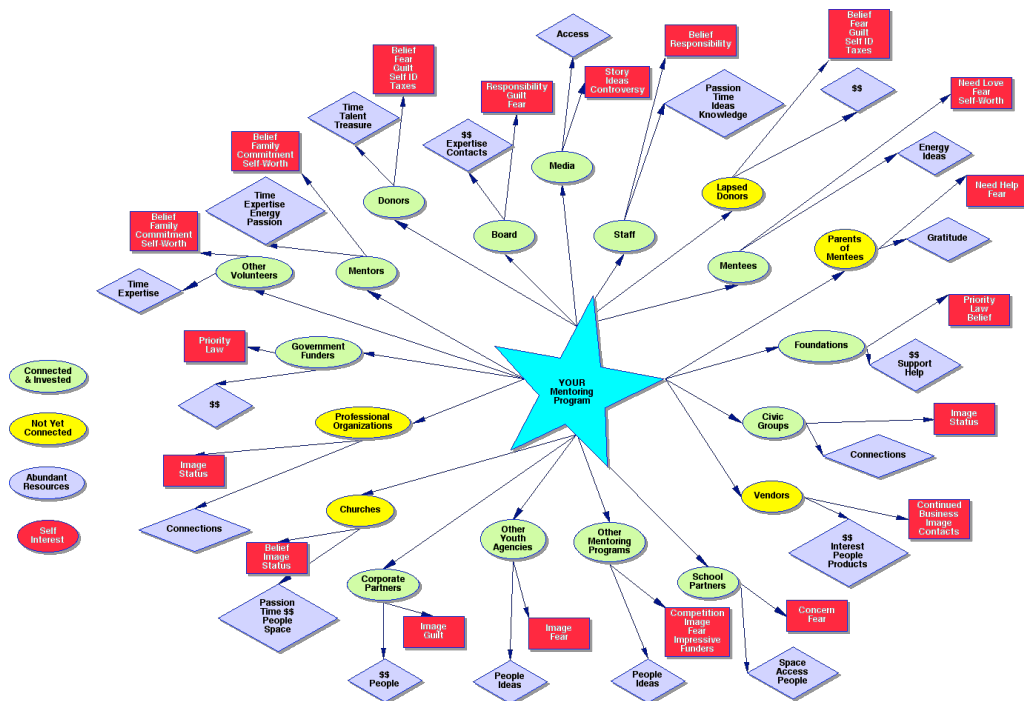 Belief
Fear
Guilt
Self ID
Taxes
Access
Belief
Responsibility
Belief
Fear
Guilt
Self ID
Taxes
Story
Ideas
Controversy
Responsibility
Guilt
Fear
Passion
Time
Ideas
Knowledge
$$
Need Love
Fear
Self-Worth
Time
Talent
Treasure
$$
Expertise
Contacts
Energy
Ideas
Belief
Family
Commitment
Self-Worth
Media
Lapsed
Donors
Need Help
Fear
Donors
Time
Expertise
Energy
Passion
Board
Staff
Parents
of
Mentees
Gratitude
Belief
Family
Commitment
Self-Worth
Other
Volunteers
Mentors
Mentees
Time
Expertise
Priority
Law
Belief
Priority
Law
Government
Funders
Foundations
$$
Support
Help
Connected
& Invested
YOUR
Mentoring
Program
$$
Not Yet
Connected
Professional
Organizations
Civic
Groups
Image
Status
Image
Status
Connections
Abundant
Resources
Vendors
Continued
Business
Image
Contacts
Self
Interest
Connections
Churches
Other
Youth
Agencies
Other
Mentoring
Programs
$$
Interest
People
Products
Belief
Image
Status
Corporate
Partners
School
Partners
Passion
Time $$
People
Space
Image
Guilt
Image
Fear
Competition
Image
Fear
Impressive
Funders
Concern
Fear
$$
People
People
Ideas
People
Ideas
Space
Access
People